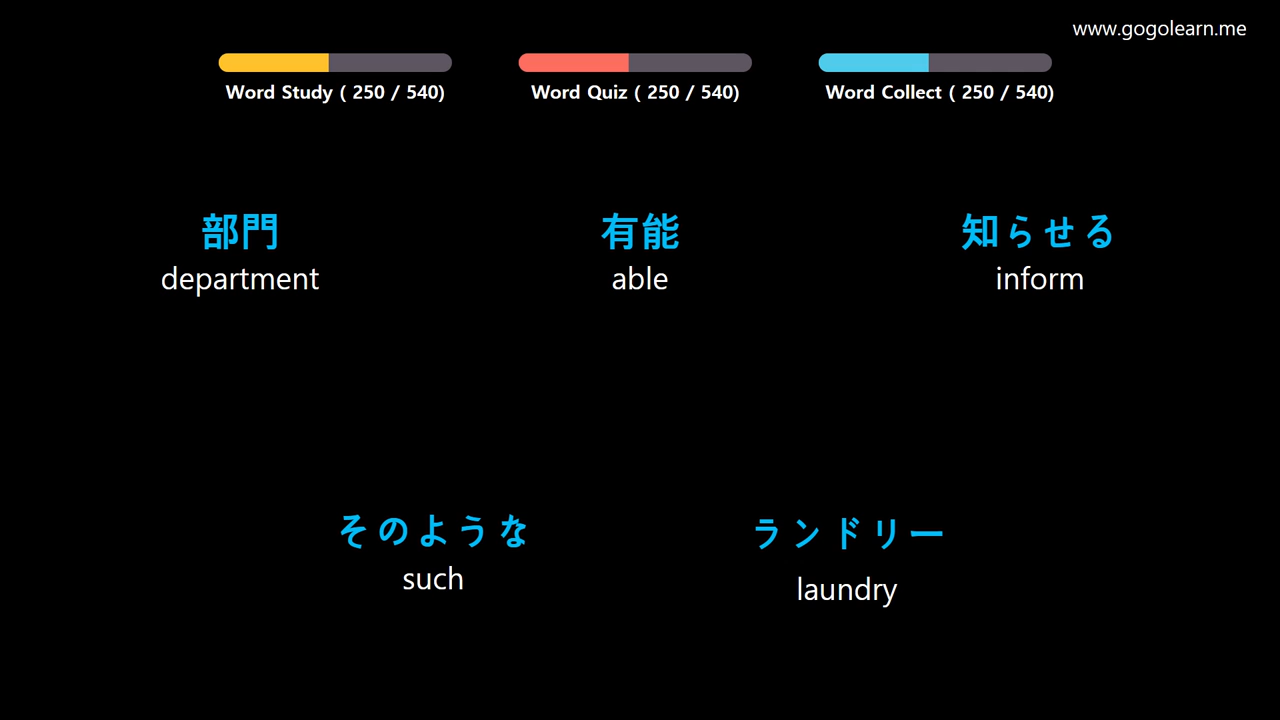 www.gogolearn.me
Word Study ( 250 / 540)
Word Quiz ( 250 / 540)
Word Collect ( 250 / 540)
部門
department
有能
able
知らせる
inform
そのような
such
ランドリー
laundry